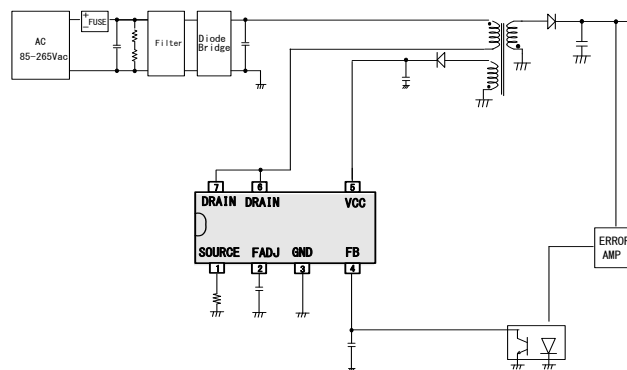 AC
85-265Vac
+
−
FUSE
Filter
Diode
Bridge
7
6
5
DRAIN
DRAIN
VCC
SOURCE
FADJ
GND
FB
1
2
3
4
ERROR
AMP